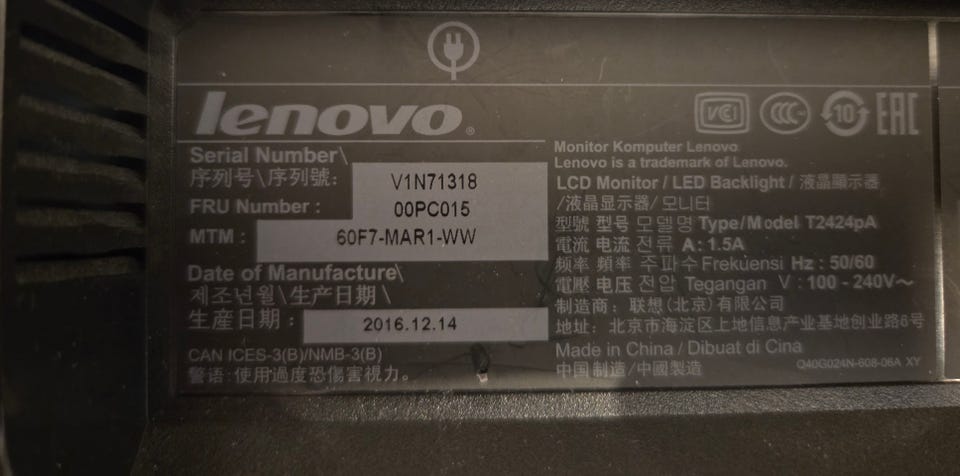 lenovo®
VCCI CCC 10 EAC
Serial Number\
序列号\序列號:
V1N71318
FRU Number :
00PC015
MTM :
60F7-MAR1-WW
Date of Manufacture\
제조년월\生产日期\
生産日期:
2016.12.14
CAN ICES-3(B)/NMB-3(B)
警语:使用過度恐傷害視力。
Monitor Komputer Lenovo
Lenovo is a trademark of Lenovo.
LCD Monitor / LED Backlight / 液晶顯示器
/液晶显示器/ 모니터
型號 型号 모델명 Type/Model T2424pA
電流 电流 전류 A: 1.5A
频率 頻率 주파수 Frekuensi Hz : 50/60
電壓 电压 전압 Tegangan V : 100 - 240V～
制造商: 联想(北京)有限公司
地址: 北京市海淀区上地信息产业基地创业路6号
Made in China / Dibuat di Cina
中国制造/中國製造
Q40G024N-608-06A XY